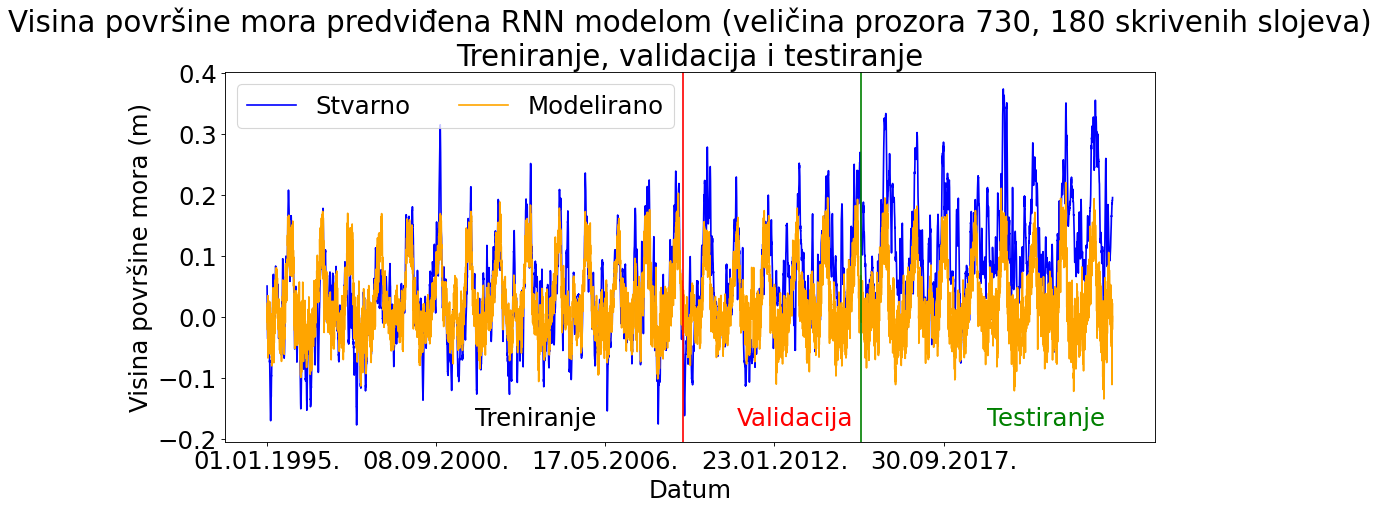 Visina površine mora predviđena RNN modelom (veličina prozora 730, 180 skrivenih slojeva)
Treniranje, validacija i testiranje
Stvarno
Modelirano
Visina površine mora (m)
0.4
0.3
0.2
0.1
0.0
−0.1
−0.2
Treniranje
Validacija
Testiranje
01.01.1995.
08.09.2000.
17.05.2006.
23.01.2012.
30.09.2017.
Datum